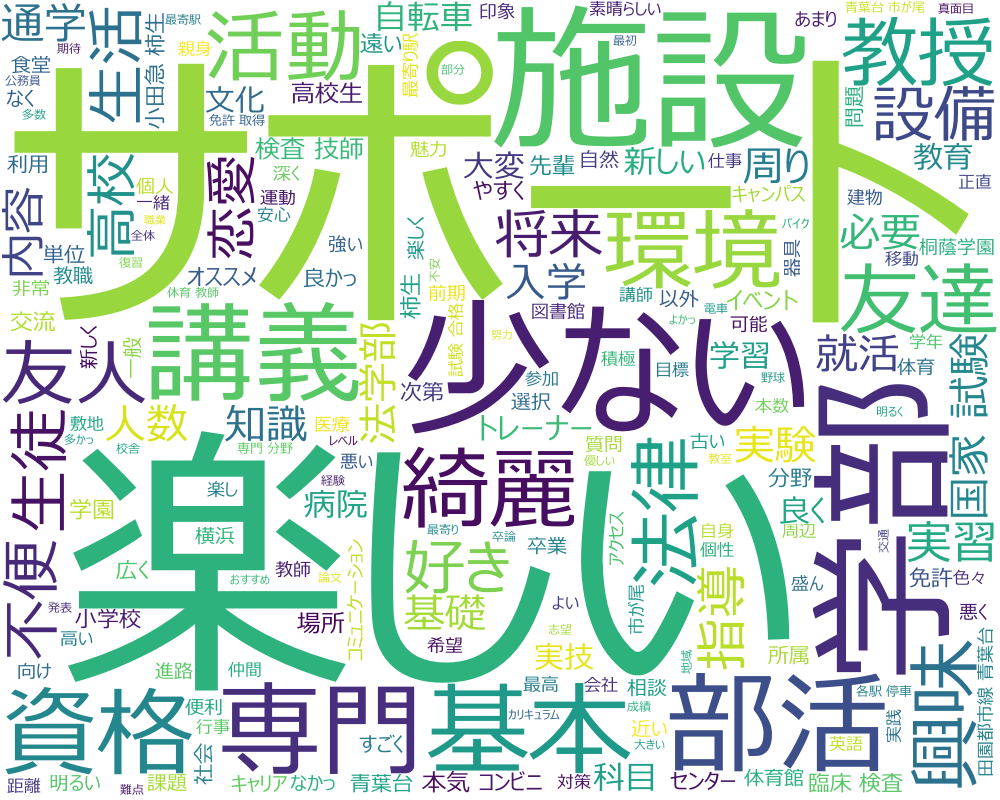 サポート
楽しい
施設
少ない
学部
講義
活動
環境
教授
友達
専門
基本
部活
資格
友人
綺麗
生活
通学
食堂
なく
期待
公務員
多数
最寄駅
親身
小田急 柿生
自転車
遠い
印象
素晴らしい
最寄り駅
最初
部分
あまり
青葉台 市が尾
真面目
文化
免許 取得
高校生
設備
問題
教育
正直
利用
検査 技師
魅力
大変
やすく
先輩
自然
新しい
仕事
周り
キャンパス
建物
内容
高校
個人
一緒
職業
全体
復習
恋愛
深く
運動
安心
強い
将来
必要
桐蔭学園
移動
バイク
器具
単位
教職
非常
オススメ
良かっ
体育 教師
楽しく
柿生
前期
不安
入学
講師
以外
イベント
電車
交流
新しく
一般
法学部
試験 合格
努力
図書館
よかっ
可能
就活
学年
体育
試験
次第
参加
選択
積極
目標
学習
野球
本数
明るく
敷地
多かっ
校舎
人数
知識
医療
レベル
専門 分野
トレーナー
質問
優しい
古い
教室
実験
分野
国家
生徒
不便
学園
悪い
経験
病院
楽し
横浜
法律
良く
実習
好き
最寄り
卒論
卒業
アクセス
自身
個性
周辺
交通
広く
おすすめ
教師
論文
コミュニケーション
基礎
よい
市が尾
指導
盛ん
免許
色々
発表
小学校
場所
希望
志望
悪く
高い
向け
進路
仲間
実技
地域
所属
興味
田園都市線 青葉台
便利
行事
社会
最高
会社
相談
成績
カリキュラム
近い
大きい
各駅 停車
英語
実践
すごく
距離
明るい
難点
課題
キャリア
なかっ
青葉台
本気
コンビニ
対策
科目
センター
体育館
臨床 検査